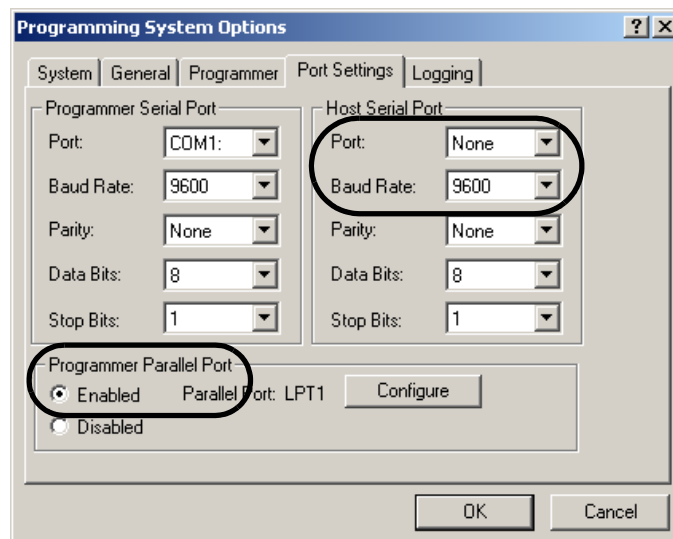 Programming System Options
System General Programmer Port Settings Logging
Programmer Serial Port
Port: COM1:
Baud Rate: 9600
Parity: None
Data Bits: 8
Stop Bits: 1
Host Serial Port
Port: None
Baud Rate: 9600
Parity: None
Data Bits: 8
Stop Bits: 1
Programmer Parallel Port
Enabled Parallel Port: LPT1 Configure
Disabled
OK Cancel